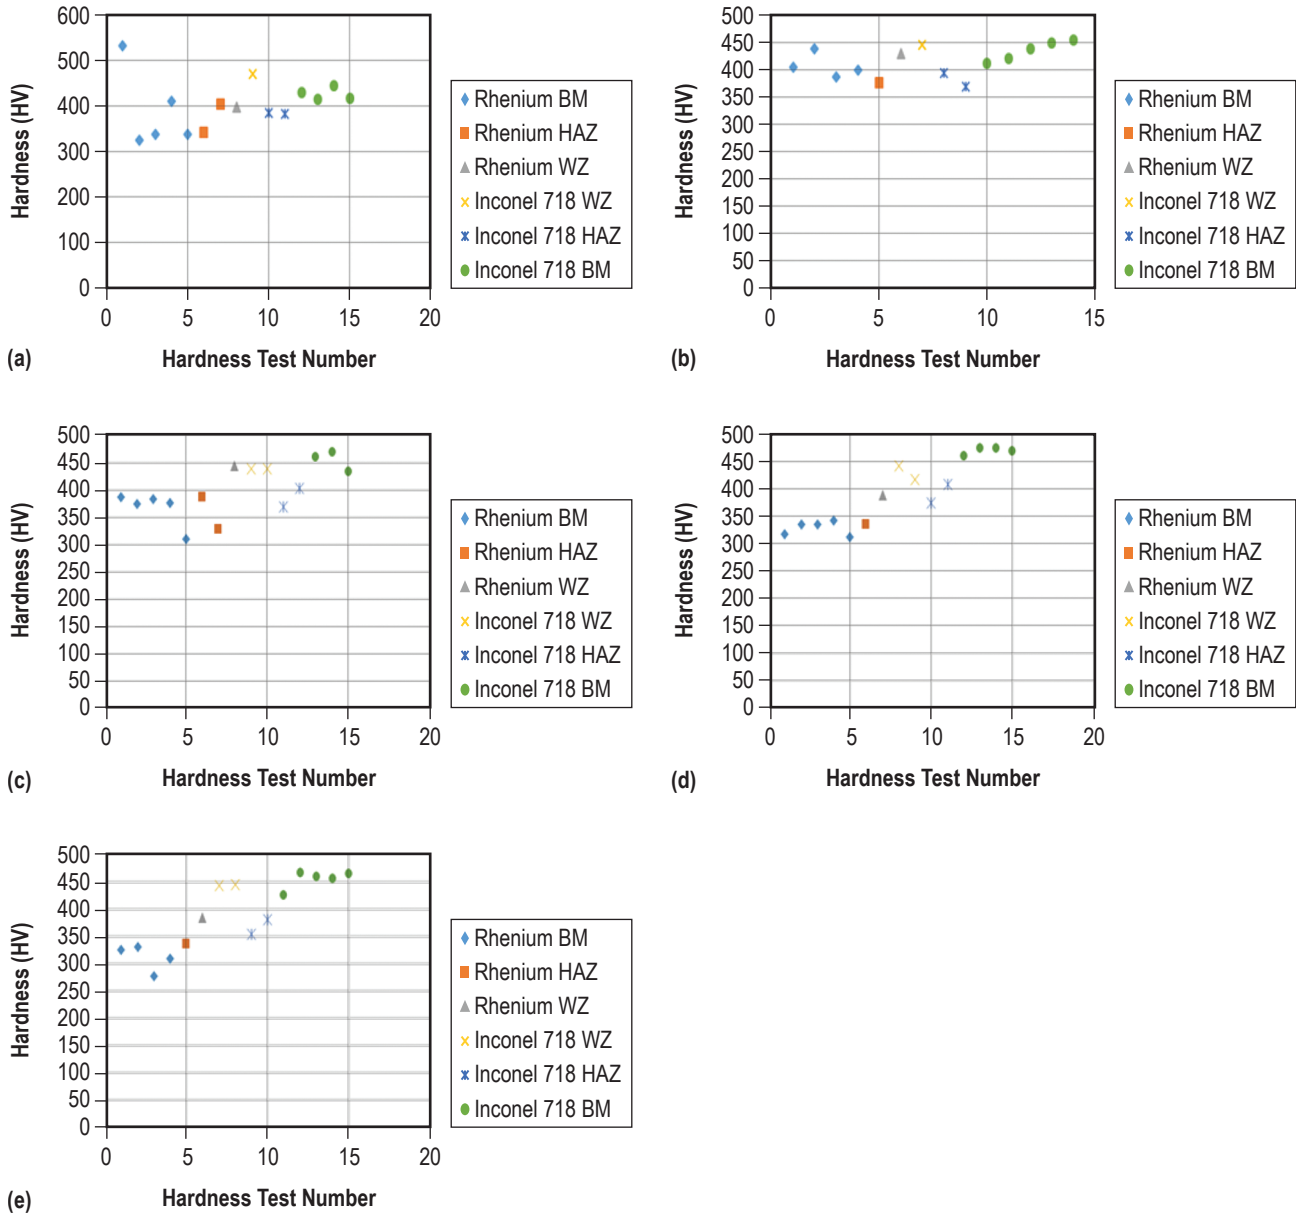 600
500
400
300
200
100
0
Hardness (HV)
0 5 10 15 20
Hardness Test Number
(a)
Rhenium BM
Rhenium HAZ
Rhenium WZ
Inconel 718 WZ
Inconel 718 HAZ
Inconel 718 BM
500
450
400
350
300
250
200
150
100
50
0
Hardness (HV)
0 5 10 15
Hardness Test Number
(b)
Rhenium BM
Rhenium HAZ
Rhenium WZ
Inconel 718 WZ
Inconel 718 HAZ
Inconel 718 BM
500
450
400
350
300
250
200
150
100
50
0
Hardness (HV)
0 5 10 15 20
Hardness Test Number
(c)
Rhenium BM
Rhenium HAZ
Rhenium WZ
Inconel 718 WZ
Inconel 718 HAZ
Inconel 718 BM
500
450
400
350
300
250
200
150
100
50
0
Hardness (HV)
0 5 10 15 20
Hardness Test Number
(d)
Rhenium BM
Rhenium HAZ
Rhenium WZ
Inconel 718 WZ
Inconel 718 HAZ
Inconel 718 BM
500
450
400
350
300
250
200
150
100
50
0
Hardness (HV)
0 5 10 15 20
Hardness Test Number
(e)
Rhenium BM
Rhenium HAZ
Rhenium WZ
Inconel 718 WZ
Inconel 718 HAZ
Inconel 718 BM